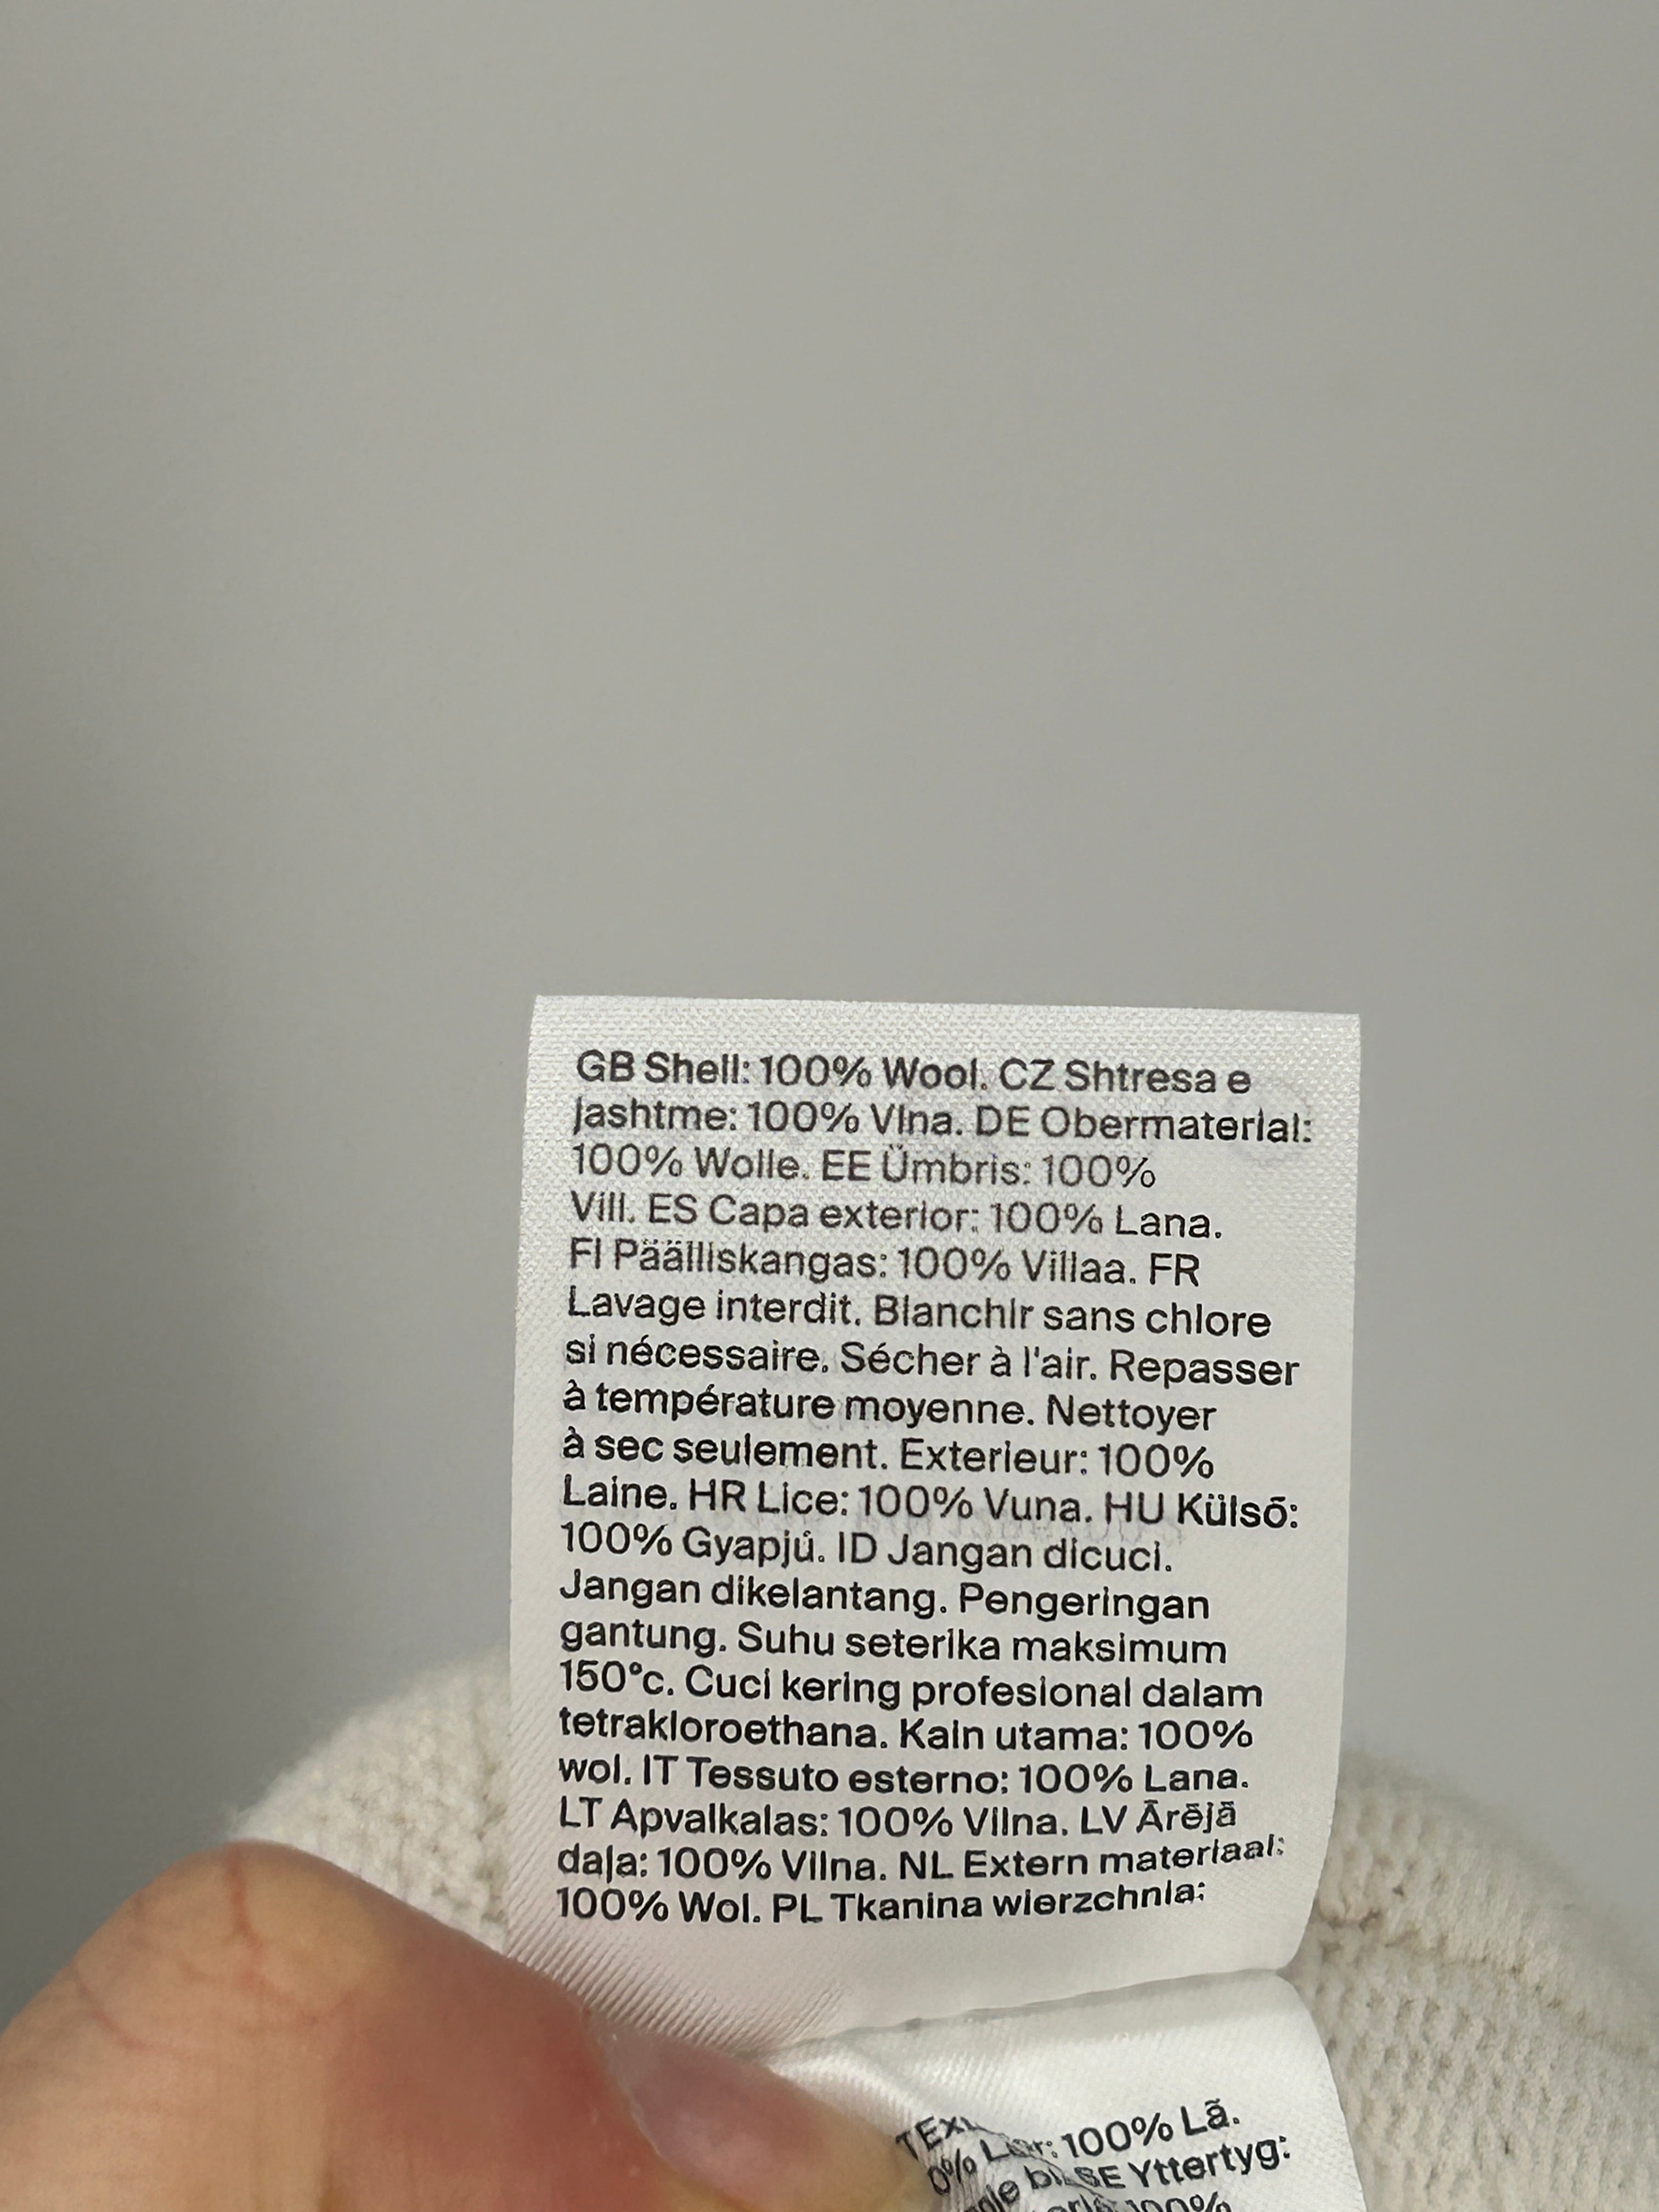 GB Shell: 100% Wool. CZ Shtresa e
jashtme: 100% Vlna. DE Obermaterial:
100% Wolle. EE Ümbris: 100%
Vill. ES Capa exterior: 100% Lana.
FI Päälliskangas: 100% Villaa. FR
Lavage interdit. Blanchir sans chlore
si nécessaire. Sécher à l'air. Repasser
à température moyenne. Nettoyer
à sec seulement. Exterieur: 100%
Laine. HR Lice: 100% Vuna. HU Külső:
100% Gyapjú. ID Jangan dicuci.
Jangan dikelantang. Pengeringan
gantung. Suhu seterika maksimum
150°c. Cuci kering profesional dalam
tetrakloroethana. Kain utama: 100%
wol. IT Tessuto esterno: 100% Lana.
LT Apvalkalas: 100% Vilna. LV Ārējā
daļa: 100% Vilna. NL Extern materiaal:
100% Wol. PL Tkanina wierzchnia:
100% Lã.
SE Yttertyg:
100%